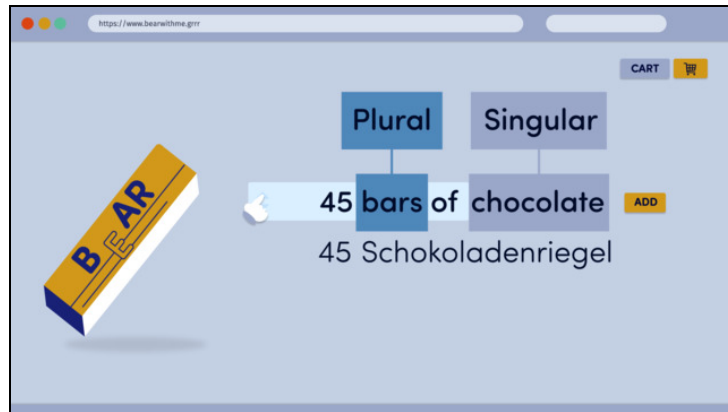 https://www.bearwithme.grrr
CART
Plural Singular
45 bars of chocolate
ADD
45 Schokoladenriegel
BEAR